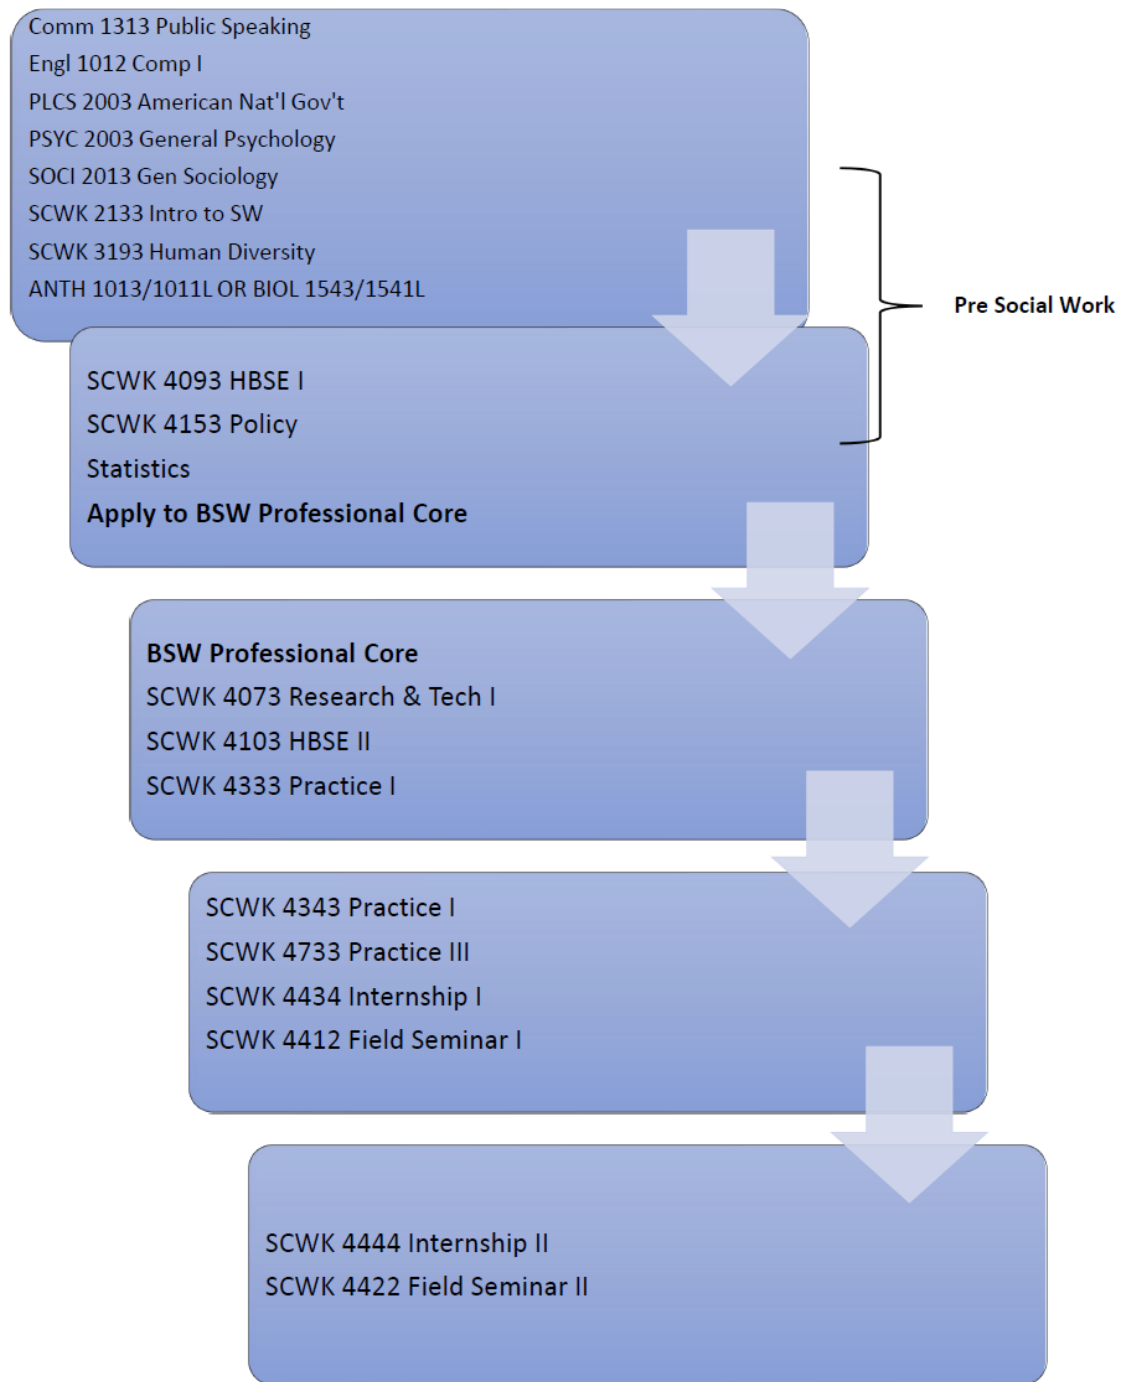 Comm 1313 Public Speaking
Engl 1012 Comp I
PLCS 2003 American Nat'l Gov't
PSYC 2003 General Psychology
SOCI 2013 Gen Sociology
SCWK 2133 Intro to SW
SCWK 3193 Human Diversity
ANTH 1013/1011L OR BIOL 1543/1541L
Pre Social Work
SCWK 4093 HBSE I
SCWK 4153 Policy
Statistics
Apply to BSW Professional Core
BSW Professional Core
SCWK 4073 Research & Tech I
SCWK 4103 HBSE II
SCWK 4333 Practice I
SCWK 4343 Practice I
SCWK 4733 Practice III
SCWK 4434 Internship I
SCWK 4412 Field Seminar I
SCWK 4444 Internship II
SCWK 4422 Field Seminar II